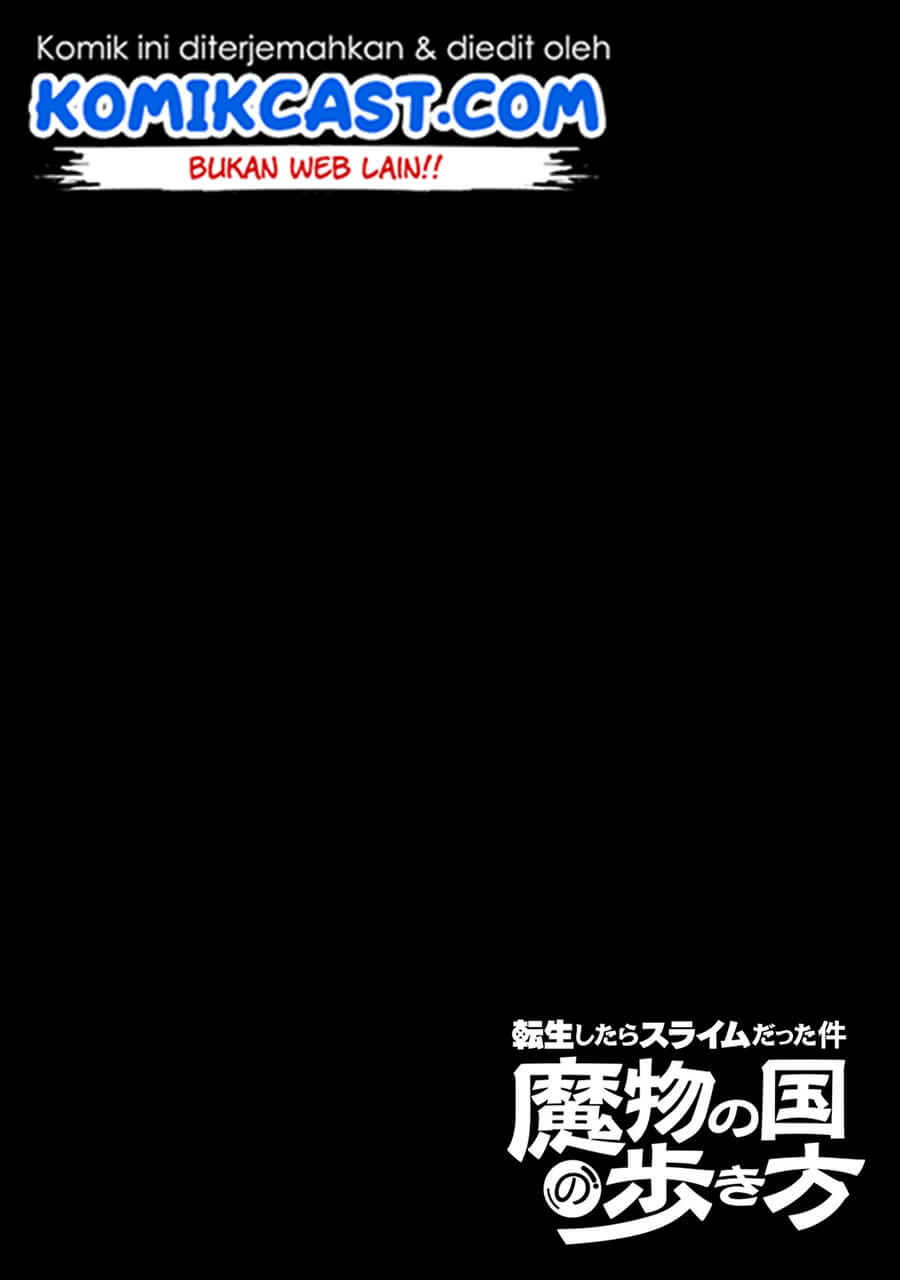 Komik ini diterjemahkan & diedit oleh
KOMIKCAST.COM
BUKAN WEB LAIN!!
転生したらスライムだった件
魔物の国
の歩き方